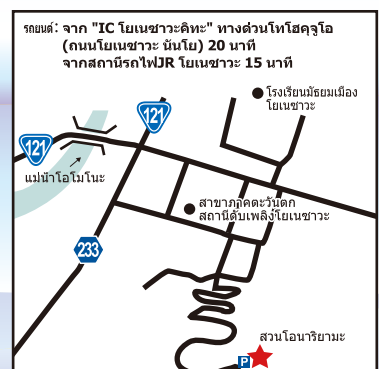 รถยนต์: จาก "IC โยเนซาวะคิทะ" ทางด่วนโทโฮคุจูโอ
(ถนนโยเนซาวะ นันโย) 20 นาที
จากสถานีรถไฟJR โยเนซาวะ 15 นาที
โรงเรียนมัธยมเมือง
โยเนซาวะ
121
121
แม่น้ำโอโมโนะ
สาขาภาคตะวันตก
สถานีดับเพลิงโยเนซาวะ
233
สวนโอนาริยามะ
P